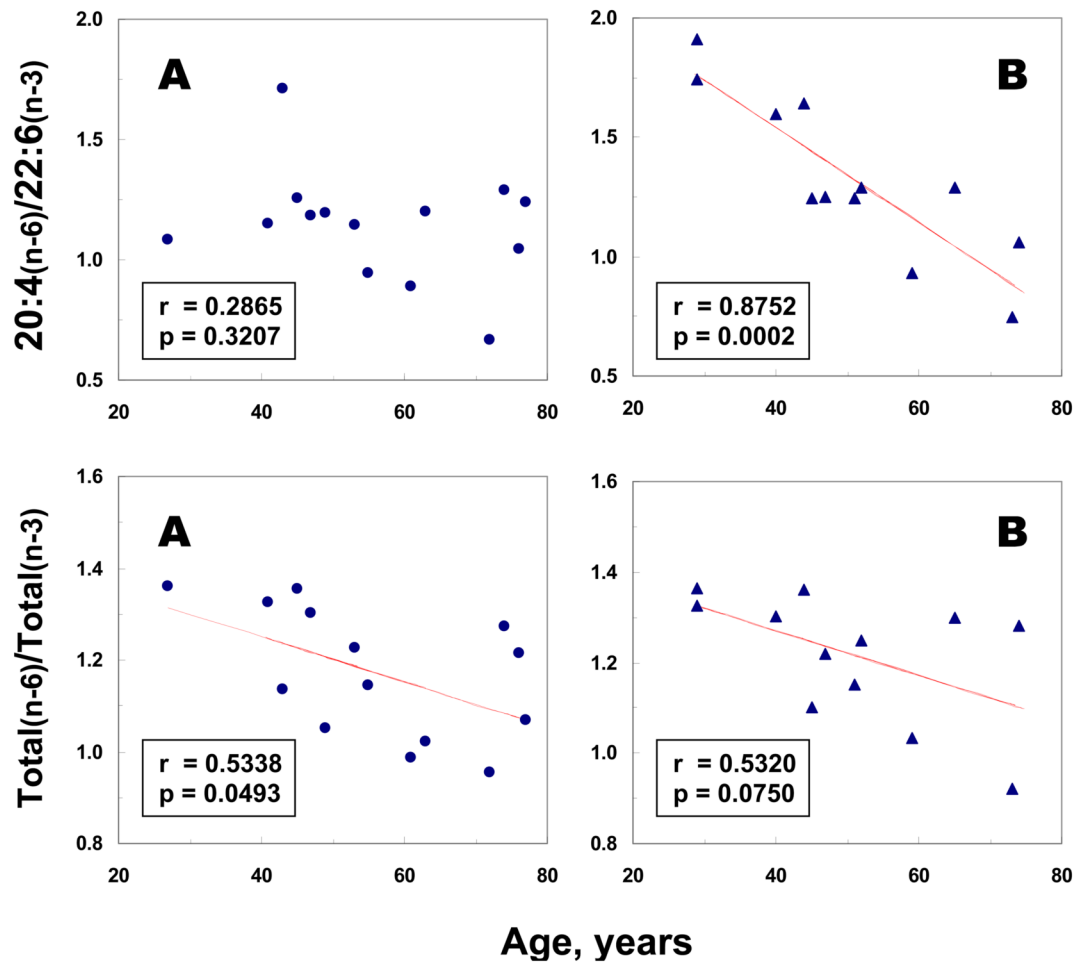 20:4(n-6)/22:6(n-3)
2.0
1.5
1.0
0.5
A
r = 0.2865
p = 0.3207
20 40 60 80
2.0
1.5
1.0
0.5
B
r = 0.8752
p = 0.0002
20 40 60 80
Total(n-6)/Total(n-3)
1.6
1.4
1.2
1.0
0.8
A
r = 0.5338
p = 0.0493
20 40 60 80
1.6
1.4
1.2
1.0
0.8
B
r = 0.5320
p = 0.0750
20 40 60 80
Age, years